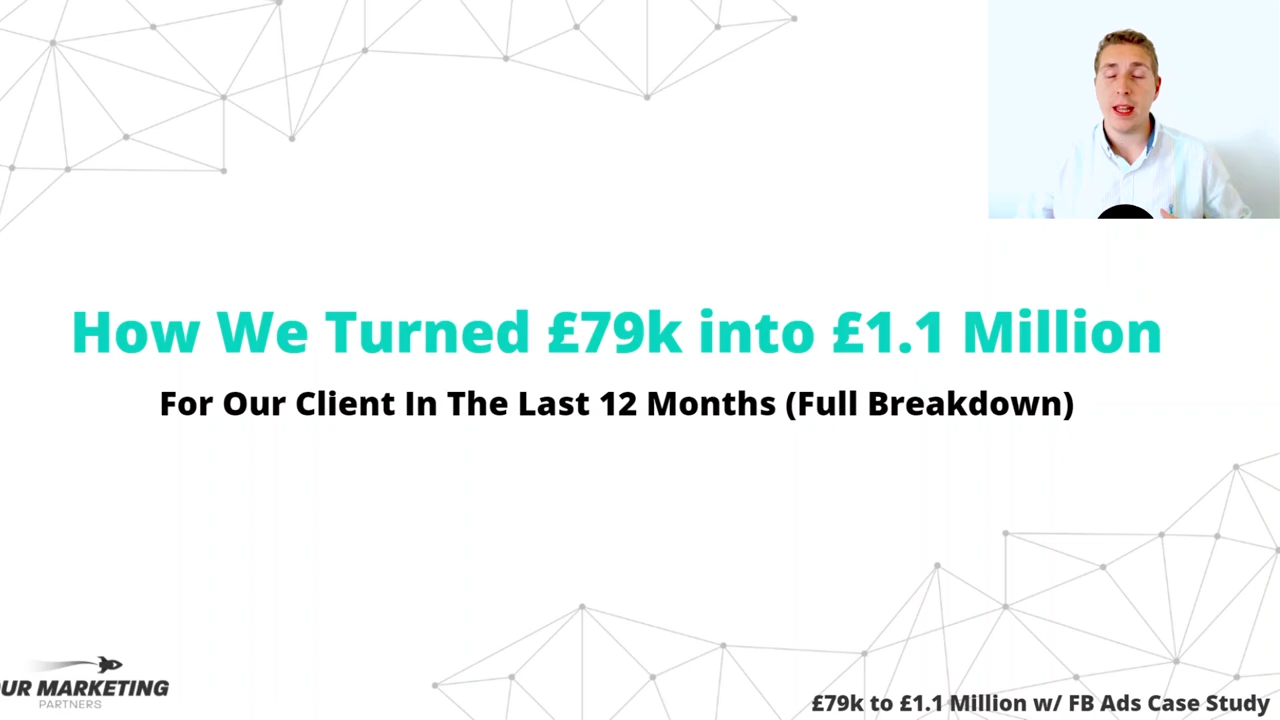 How We Turned £79k into £1.1 Million
For Our Client In The Last 12 Months (Full Breakdown)
OUR MARKETING
PARTNERS
£79k to £1.1 Million w/ FB Ads Case Study